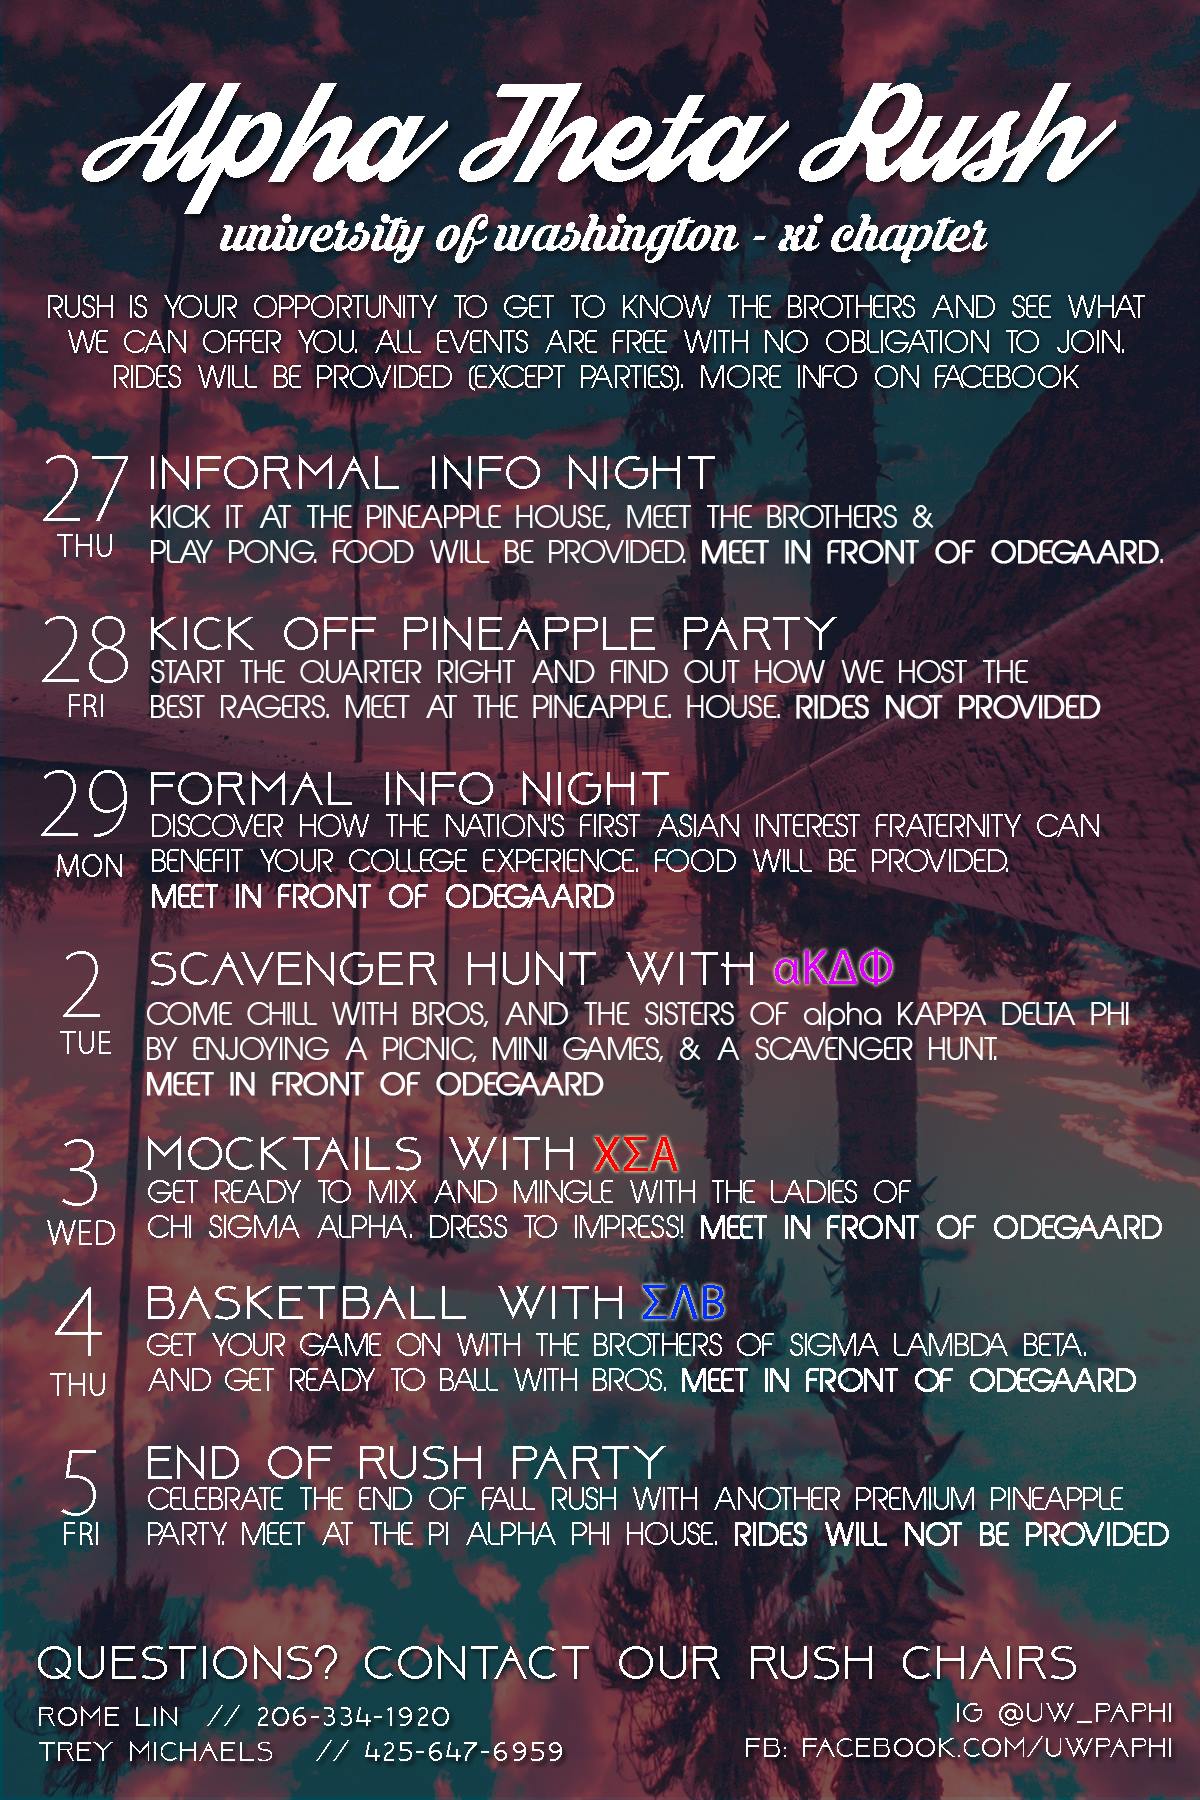 Alpha Theta Rush
university of washington - xi chapter
RUSH IS YOUR OPPORTUNITY TO GET TO KNOW THE BROTHERS AND SEE WHAT
WE CAN OFFER YOU. ALL EVENTS ARE FREE WITH NO OBLIGATION TO JOIN.
RIDES WILL BE PROVIDED (EXCEPT PARTIES). MORE INFO ON FACEBOOK
27 THU
INFORMAL INFO NIGHT
KICK IT AT THE PINEAPPLE HOUSE, MEET THE BROTHERS &
PLAY PONG. FOOD WILL BE PROVIDED. MEET IN FRONT OF ODEGAARD.
28 FRI
KICK OFF PINEAPPLE PARTY
START THE QUARTER RIGHT AND FIND OUT HOW WE HOST THE
BEST RAGERS. MEET AT THE PINEAPPLE. HOUSE. RIDES NOT PROVIDED
29 MON
FORMAL INFO NIGHT
DISCOVER HOW THE NATION'S FIRST ASIAN INTEREST FRATERNITY CAN
BENEFIT YOUR COLLEGE EXPERIENCE. FOOD WILL BE PROVIDED.
MEET IN FRONT OF ODEGAARD
2 TUE
SCAVENGER HUNT WITH αΚΔΦ
COME CHILL WITH BROS, AND THE SISTERS OF alpha KAPPA DELTA PHI
BY ENJOYING A PICNIC, MINI GAMES, & A SCAVENGER HUNT.
MEET IN FRONT OF ODEGAARD
3 WED
MOCKTAILS WITH ΧΣΑ
GET READY TO MIX AND MINGLE WITH THE LADIES OF
CHI SIGMA ALPHA. DRESS TO IMPRESS! MEET IN FRONT OF ODEGAARD
4 THU
BASKETBALL WITH ΣΛΒ
GET YOUR GAME ON WITH THE BROTHERS OF SIGMA LAMBDA BETA.
AND GET READY TO BALL WITH BROS. MEET IN FRONT OF ODEGAARD
5 FRI
END OF RUSH PARTY
CELEBRATE THE END OF FALL RUSH WITH ANOTHER PREMIUM PINEAPPLE
PARTY. MEET AT THE PI ALPHA PHI HOUSE. RIDES WILL NOT BE PROVIDED
QUESTIONS? CONTACT OUR RUSH CHAIRS
ROME LIN // 206-334-1920
TREY MICHAELS // 425-647-6959
IG @UW_PAPHI
FB: FACEBOOK.COM/UWPAPHI